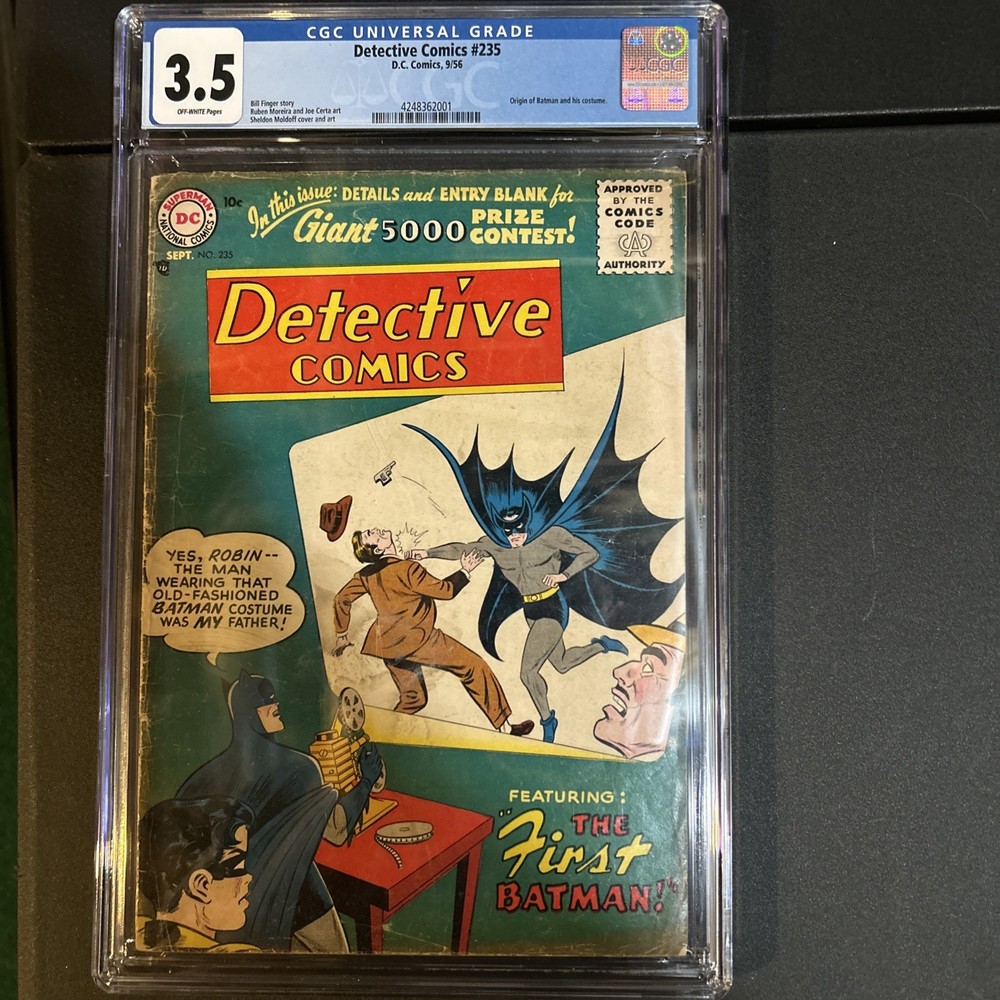 CGC UNIVERSAL GRADE
3.5
OFF-WHITE Pages
Detective Comics #235
D.C. Comics, 9/56
Bill Finger story
Ruben Moreira and Joe Certa art
Sheldon Moldoff cover and art
4248362001
Origin of Batman and his costume.
CGC
CGC
SUPERMAN
DC
NATIONAL COMICS
10c
SEPT. NO. 235
In this issue: DETAILS and ENTRY BLANK for
Giant 5000 PRIZE CONTEST!
APPROVED
BY THE
COMICS
CODE
CA
AUTHORITY
Detective
COMICS
YES, ROBIN--
THE MAN
WEARING THAT
OLD-FASHIONED
BATMAN COSTUME
WAS MY FATHER!
FEATURING:
"THE
First
BATMAN!"